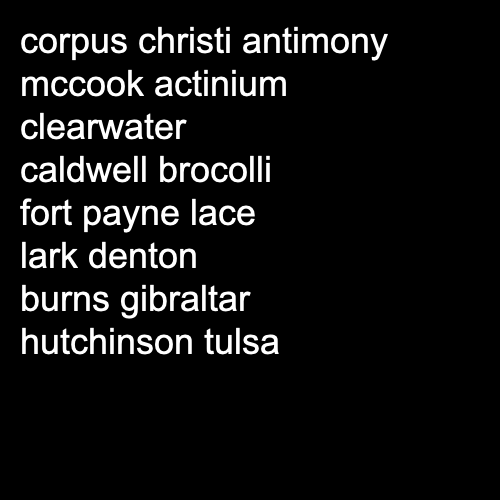 corpus christi antimony
mccook actinium
clearwater
caldwell brocolli
fort payne lace
lark denton
burns gibraltar
hutchinson tulsa